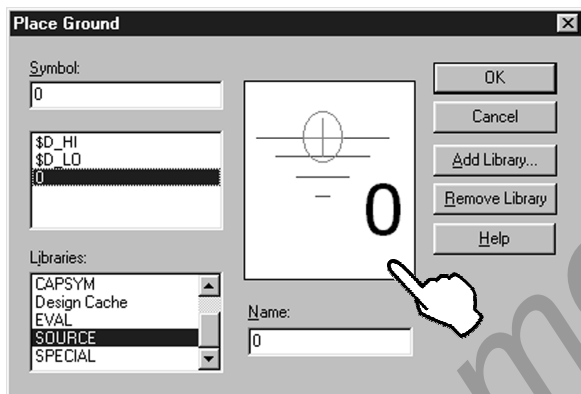 Place Ground
Symbol:
0
$D_HI
$D_LO
0
Libraries:
CAPSYM
Design Cache
EVAL
SOURCE
SPECIAL
0
Name:
0
OK
Cancel
Add Library...
Remove Library
Help